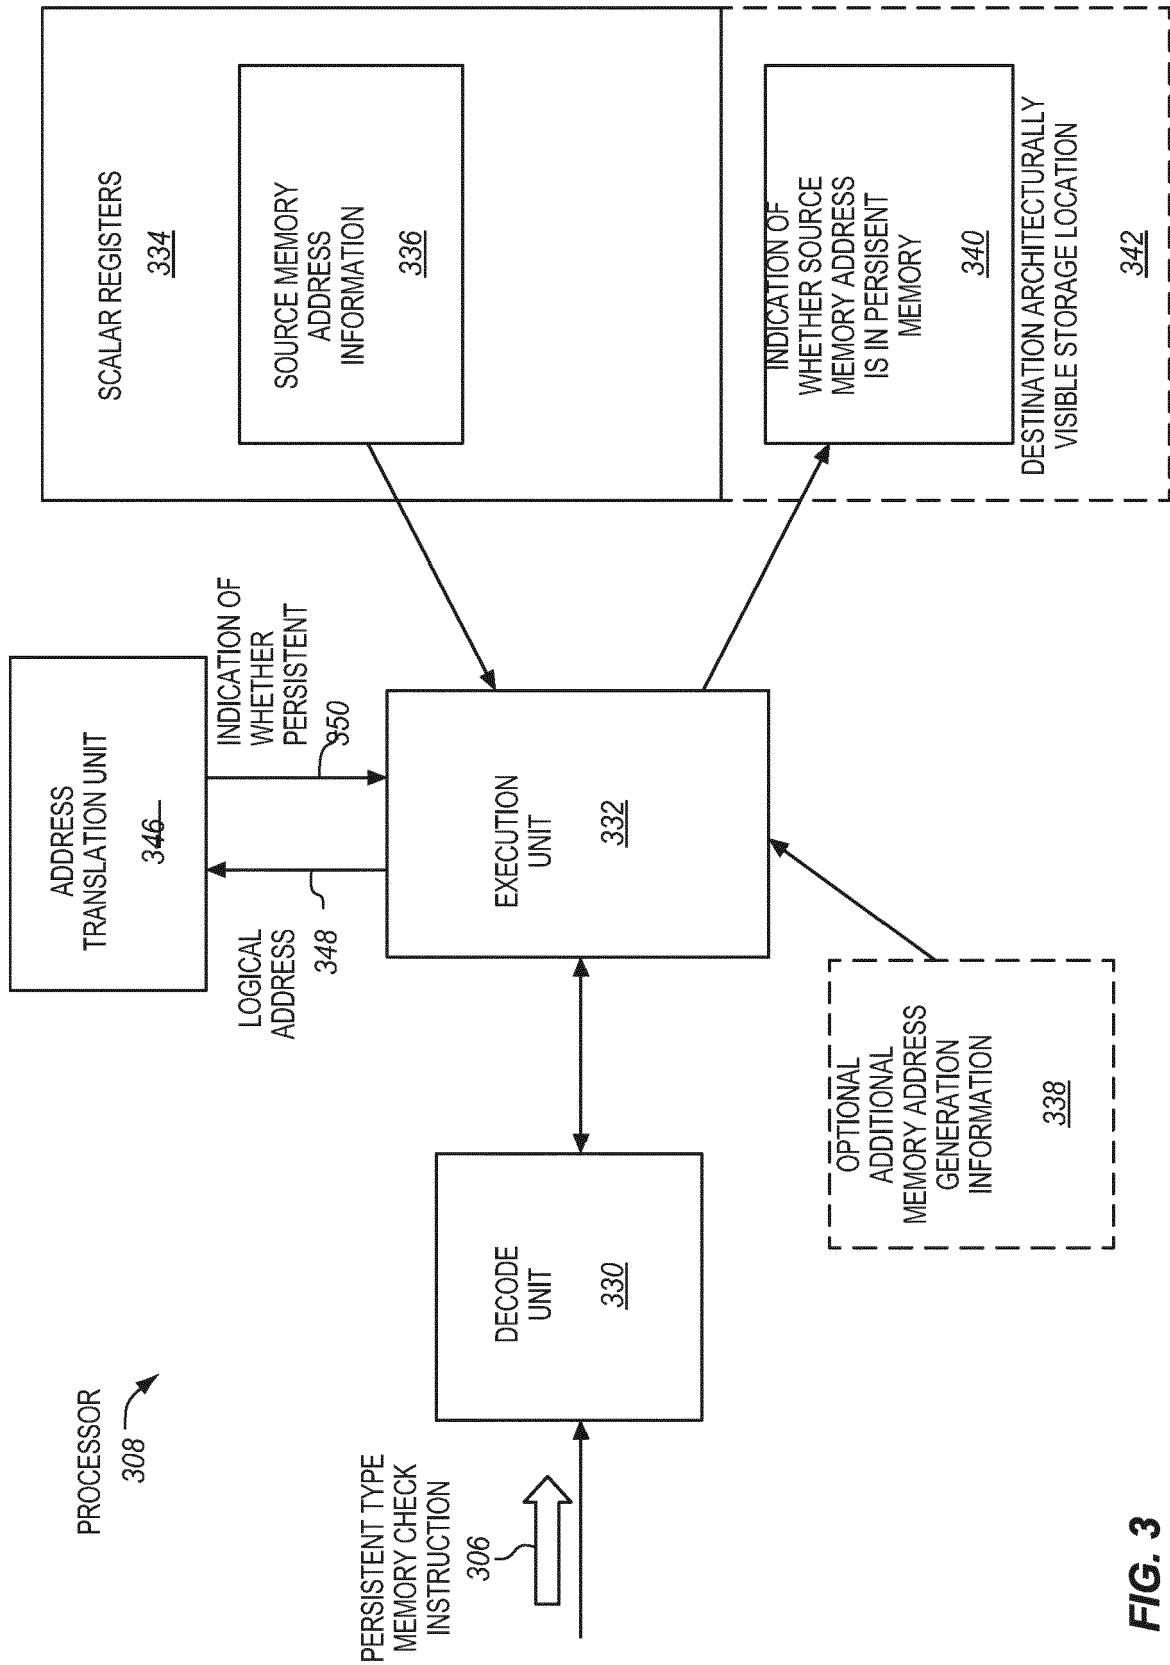 PROCESSOR
308
PERSISTENT TYPE
MEMORY CHECK
INSTRUCTION
306
DECODE
UNIT
330
ADDRESS
TRANSLATION UNIT
346
LOGICAL
ADDRESS
348
INDICATION OF
WHETHER
PERSISTENT
350
EXECUTION
UNIT
332
OPTIONAL
ADDITIONAL
MEMORY ADDRESS
GENERATION
INFORMATION
338
SCALAR REGISTERS
334
SOURCE MEMORY
ADDRESS
INFORMATION
336
INDICATION OF
WHETHER SOURCE
MEMORY ADDRESS
IS IN PERSISENT
MEMORY
340
DESTINATION ARCHITECTURALLY
VISIBLE STORAGE LOCATION
342
FIG. 3